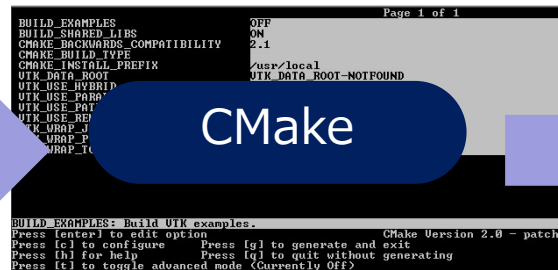 Page 1 of 1
BUILD_EXAMPLES OFF
BUILD_SHARED_LIBS ON
CMAKE_BACKWARDS_COMPATIBILITY 2.1
CMAKE_BUILD_TYPE
CMAKE_INSTALL_PREFIX /usr/local
VTK_DATA_ROOT VTK_DATA_ROOT-NOTFOUND
VTK_USE_HYBRID
CMake
BUILD_EXAMPLES: Build VTK examples.
Press [enter] to edit option CMake Version 2.0 - patch
Press [c] to configure Press [g] to generate and exit
Press [h] for help Press [q] to quit without generating
Press [t] to toggle advanced mode (Currently Off)